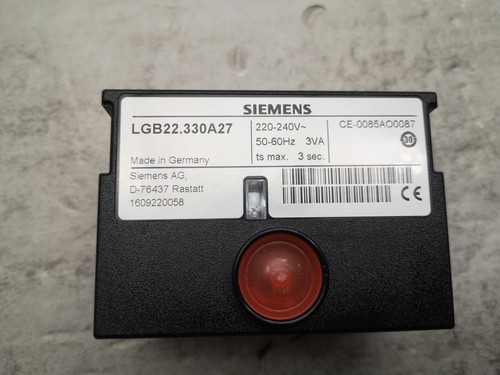 SIEMENS
LGB22.330A27
Made in Germany
Siemens AG,
D-76437 Rastatt
1609220058
220-240V~
50-60Hz 3VA
ts max. 3 sec.
CE-0085AO0087
30
CE